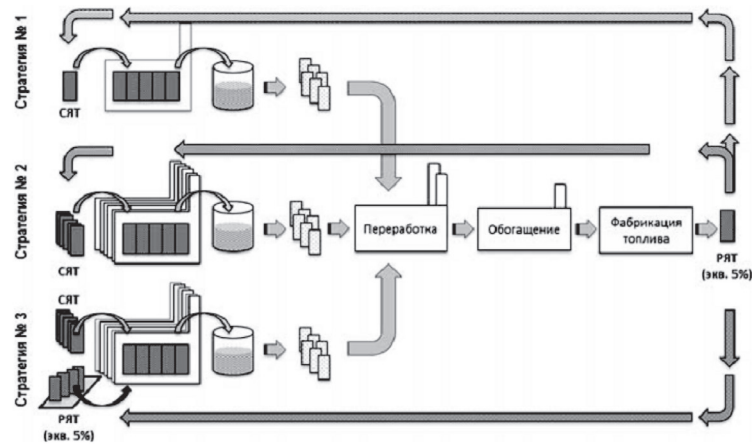 Стратегия № 1
СЯТ
Стратегия № 2
СЯТ
Переработка
Обогащение
Фабрикация
топлива
РЯТ
(экв. 5%)
Стратегия № 3
СЯТ
РЯТ
(экв. 5%)